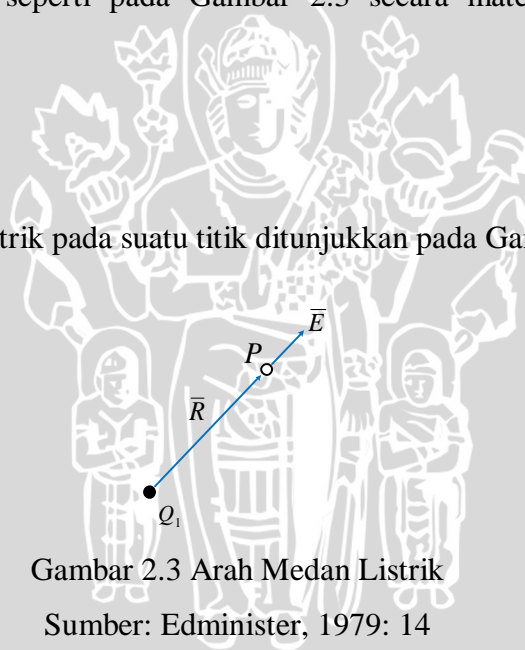 seperti pada Gambar 2.3 secara mate
trik pada suatu titik ditunjukkan pada Gar
E̅
P
R̅
Q₁
Gambar 2.3 Arah Medan Listrik
Sumber: Edminister, 1979: 14